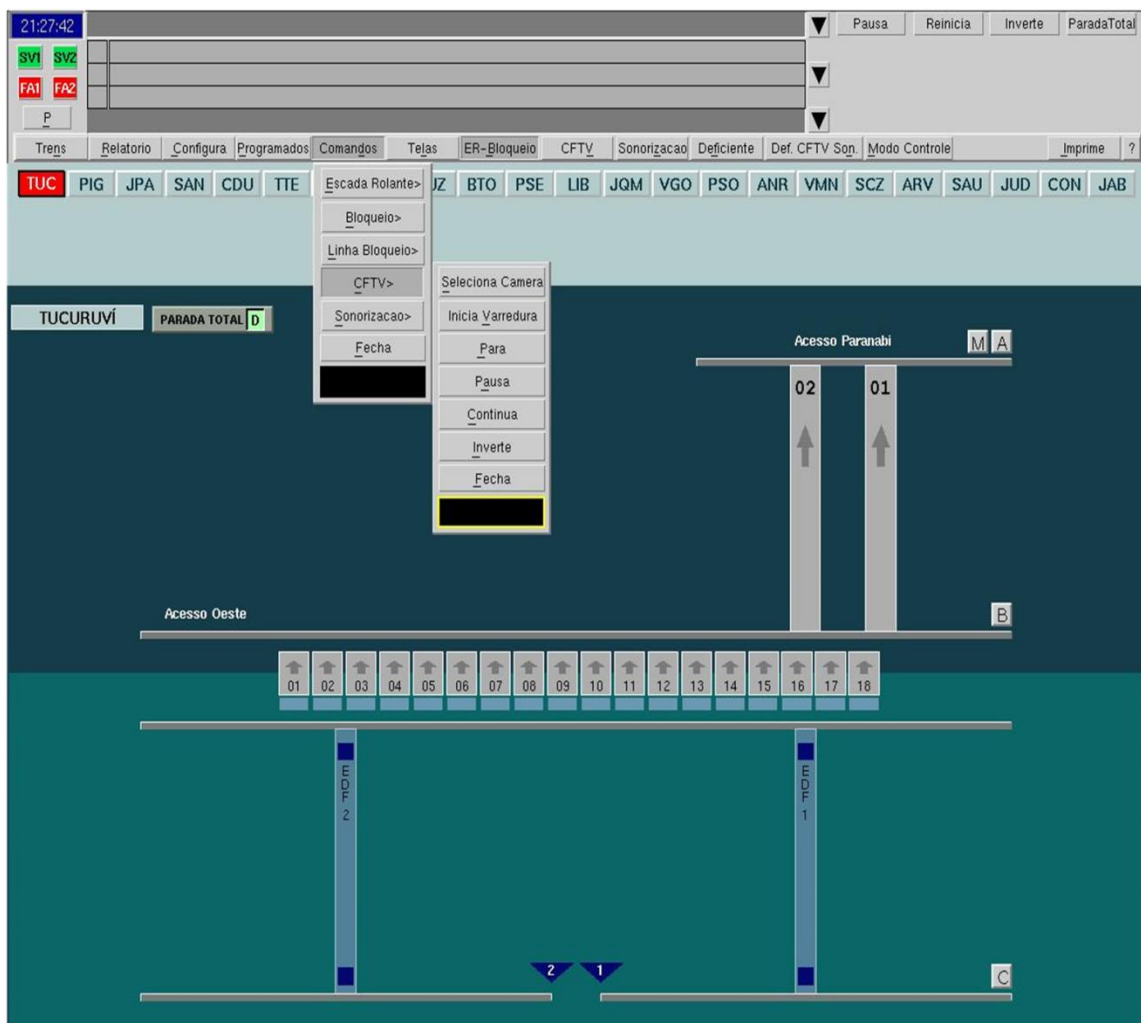 21:27:42 Pausa Reinicia Inverte ParadaTotal
SV1 SV2
FA1 FA2
P
Trens Relatorio Configura Programados Comandos Telas ER-Bloqueio CFTV Sonorizacao Deficiente Def. CFTV Son. Modo Controle Imprime ?
TUC PIG JPA SAN CDU TTE JZ BTO PSE LIB JQM VGO PSO ANR VMN SCZ ARV SAU JUD CON JAB
Escada Rolante>
Bloqueio>
Linha Bloqueio>
CFTV>
Sonorizacao>
Fecha
Seleciona Camera
Inicia Varredura
Para
Pausa
Continua
Inverte
Fecha
TUCURUVÍ PARADA TOTAL D
Acesso Paranabi M A
02 01
Acesso Oeste B
01 02 03 04 05 06 07 08 09 10 11 12 13 14 15 16 17 18
EDF 2 EDF 1
2 1 C